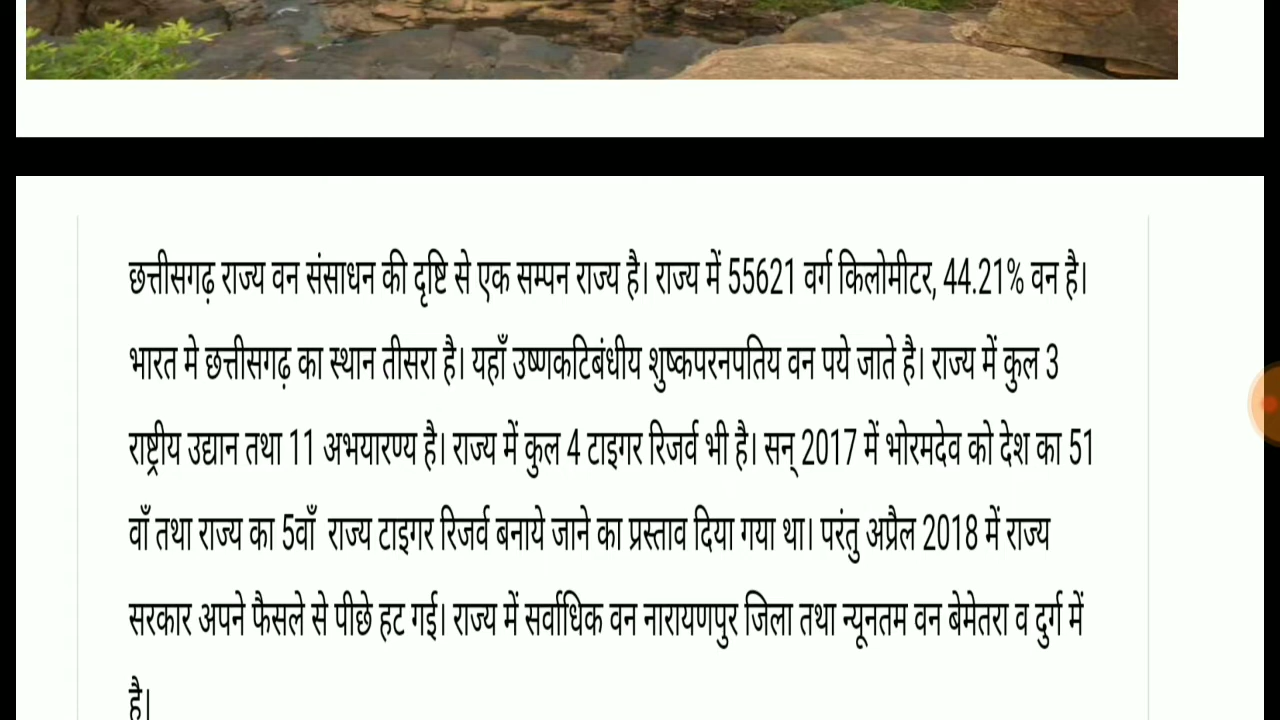 छत्तीसगढ़ राज्य वन संसाधन की दृष्टि से एक सम्पन राज्य है। राज्य में 55621 वर्ग किलोमीटर, 44.21% वन है।
भारत मे छत्तीसगढ़ का स्थान तीसरा है। यहाँ उष्णकटिबंधीय शुष्कपरनपतिय वन पये जाते है। राज्य में कुल 3
राष्ट्रीय उद्यान तथा 11 अभयारण्य है। राज्य में कुल 4 टाइगर रिजर्व भी है। सन् 2017 में भोरमदेव को देश का 51
वाँ तथा राज्य का 5वाँ राज्य टाइगर रिजर्व बनाये जाने का प्रस्ताव दिया गया था। परंतु अप्रैल 2018 में राज्य
सरकार अपने फैसले से पीछे हट गई। राज्य में सर्वाधिक वन नारायणपुर जिला तथा न्यूनतम वन बेमेतरा व दुर्ग में
है।